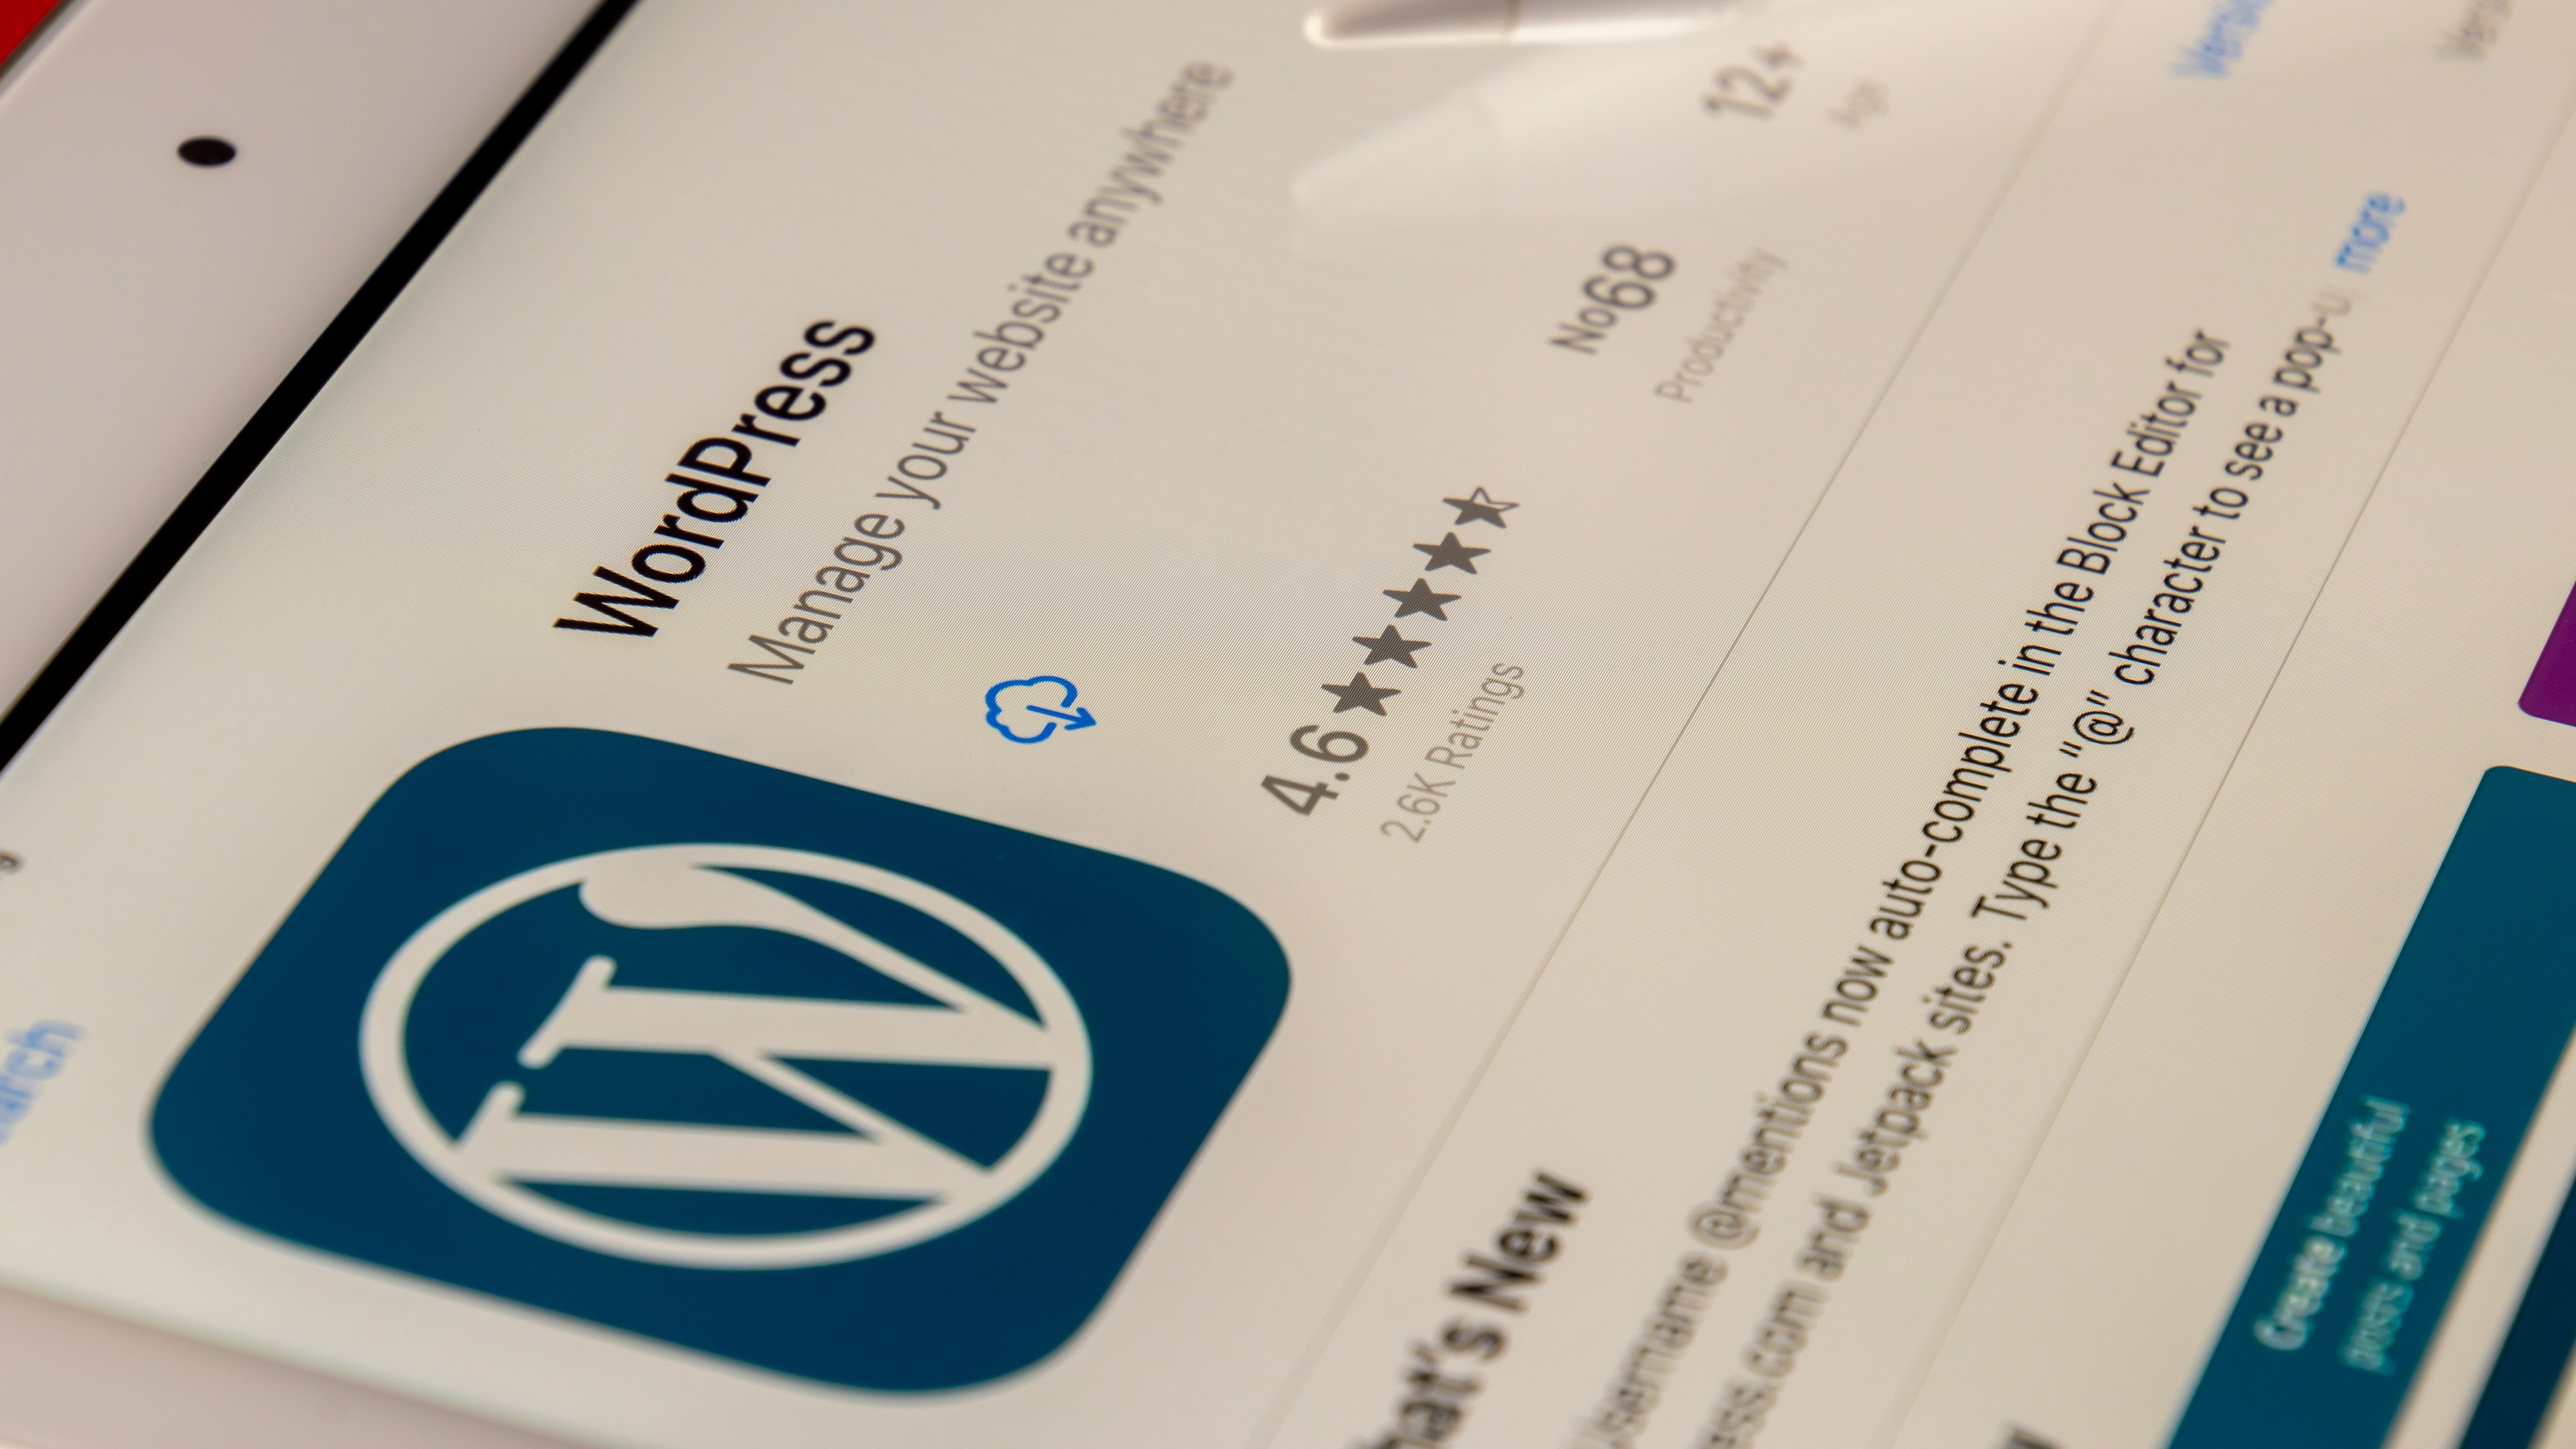 WordPress
Manage your website anywhere
4.6
2.6K Ratings
No68
Productivity
12+
Age
What's New
Username @mentions now auto-complete in the Block Editor for
and Jetpack sites. Type the “@” character to see a pop-
more
Create beautiful
posts and pages